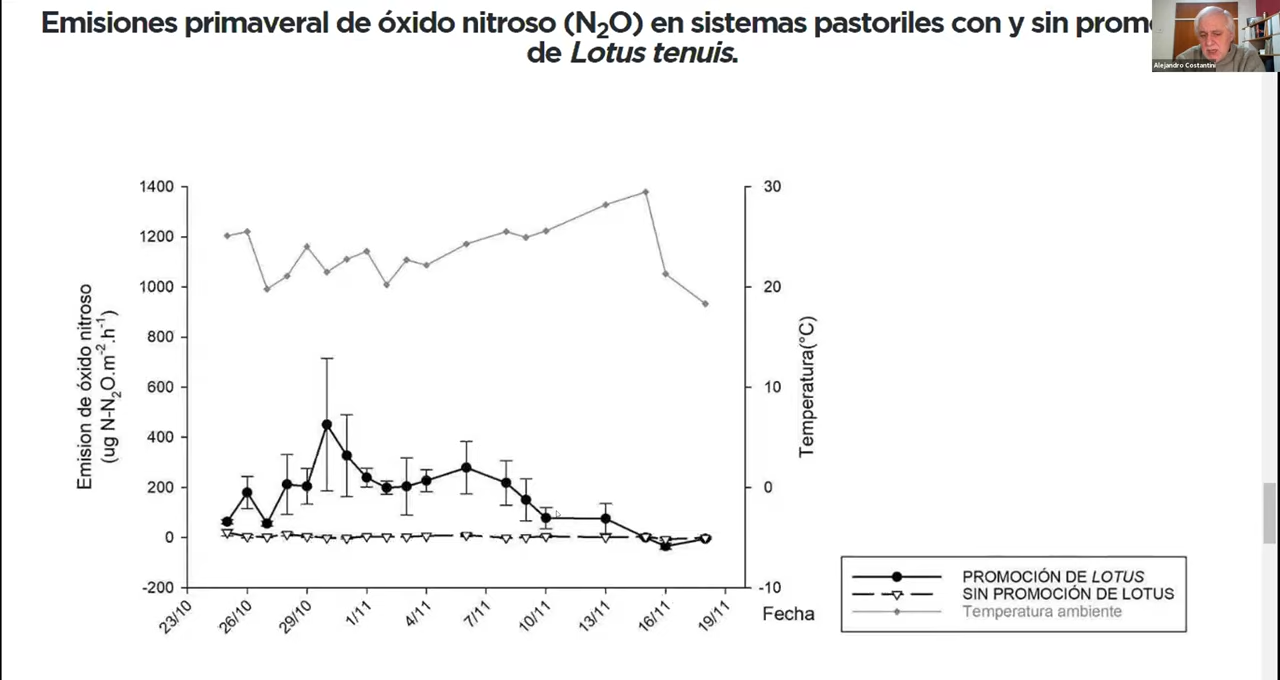 Emisiones primaveral de óxido nitroso (N2O) en sistemas pastoriles con y sin prom
de Lotus tenuis.
Alejandro Costantini
1400
1200
1000
800
600
400
200
0
-200
Emision de óxido nitroso
(ug N-N2O.m-2.h-1)
30
20
10
0
-10
Temperatura(°C)
23/10
26/10
29/10
1/11
4/11
7/11
10/11
13/11
16/11
19/11
Fecha
PROMOCIÓN DE LOTUS
SIN PROMOCIÓN DE LOTUS
Temperatura ambiente